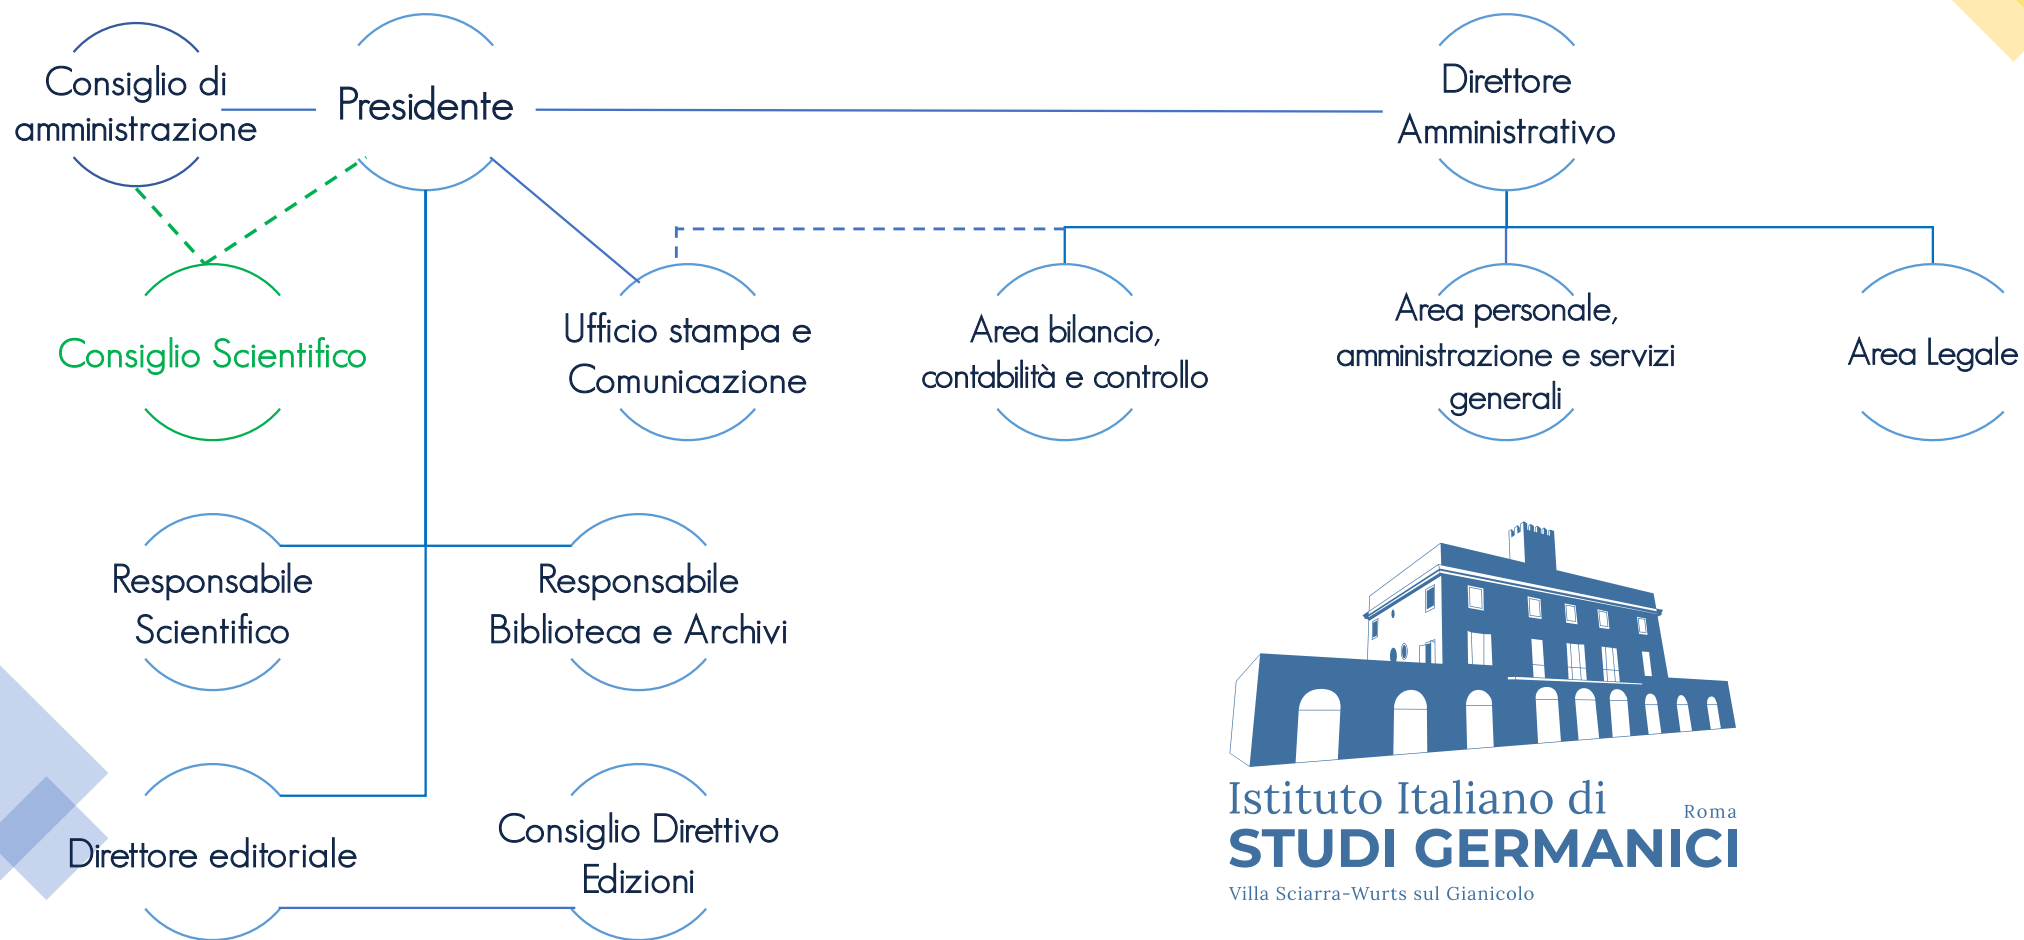 Consiglio di
amministrazione
Presidente
Direttore
Amministrativo
Consiglio Scientifico
Ufficio stampa e
Comunicazione
Area bilancio,
contabilità e controllo
Area personale,
amministrazione e servizi
generali
Area Legale
Responsabile
Scientifico
Responsabile
Biblioteca e Archivi
Direttore editoriale
Consiglio Direttivo
Edizioni
Istituto Italiano di
Roma
STUDI GERMANICI
Villa Sciarra-Wurts sul Gianicolo